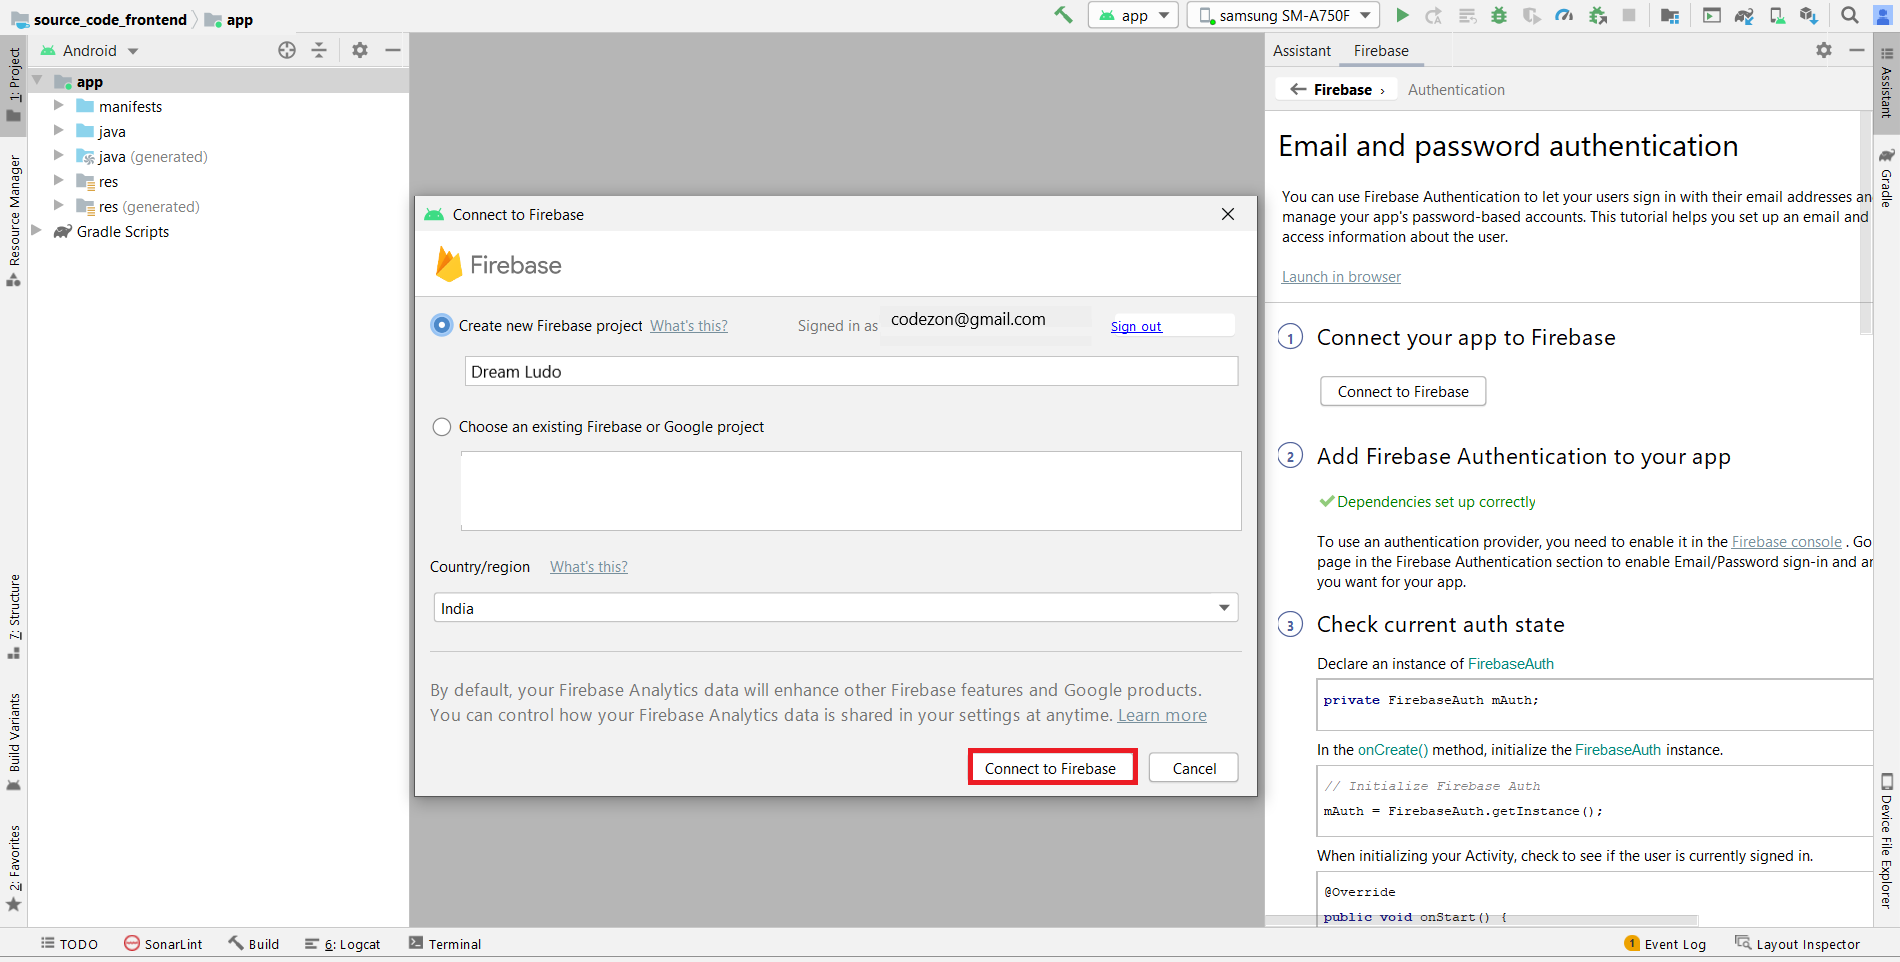 source_code_frontend
app
app
samsung SM-A750F
1: Project
Resource Manager
7: Structure
Build Variants
2: Favorites
Android
app
manifests
java
java (generated)
res
res (generated)
Gradle Scripts
Connect to Firebase
Firebase
Create new Firebase project What's this?
Signed in as codezon@gmail.com Sign out
Dream Ludo
Choose an existing Firebase or Google project
Country/region What's this?
India
By default, your Firebase Analytics data will enhance other Firebase features and Google products.
You can control how your Firebase Analytics data is shared in your settings at anytime. Learn more
Connect to Firebase
Cancel
Assistant
Firebase
Firebase ›
Authentication
Email and password authentication
You can use Firebase Authentication to let your users sign in with their email addresses
manage your app's password-based accounts. This tutorial helps you set up an email and
access information about the user.
Launch in browser
1 Connect your app to Firebase
Connect to Firebase
2 Add Firebase Authentication to your app
Dependencies set up correctly
To use an authentication provider, you need to enable it in the Firebase console . Go
page in the Firebase Authentication section to enable Email/Password sign-in and
you want for your app.
3 Check current auth state
Declare an instance of FirebaseAuth
private FirebaseAuth mAuth;
In the onCreate() method, initialize the FirebaseAuth instance.
// Initialize Firebase Auth
mAuth = FirebaseAuth.getInstance();
When initializing your Activity, check to see if the user is currently signed in.
@Override
public void onStart() {
Assistant
Gradle
Device File Explorer
TODO
SonarLint
Build
6: Logcat
Terminal
1 Event Log
Layout Inspector